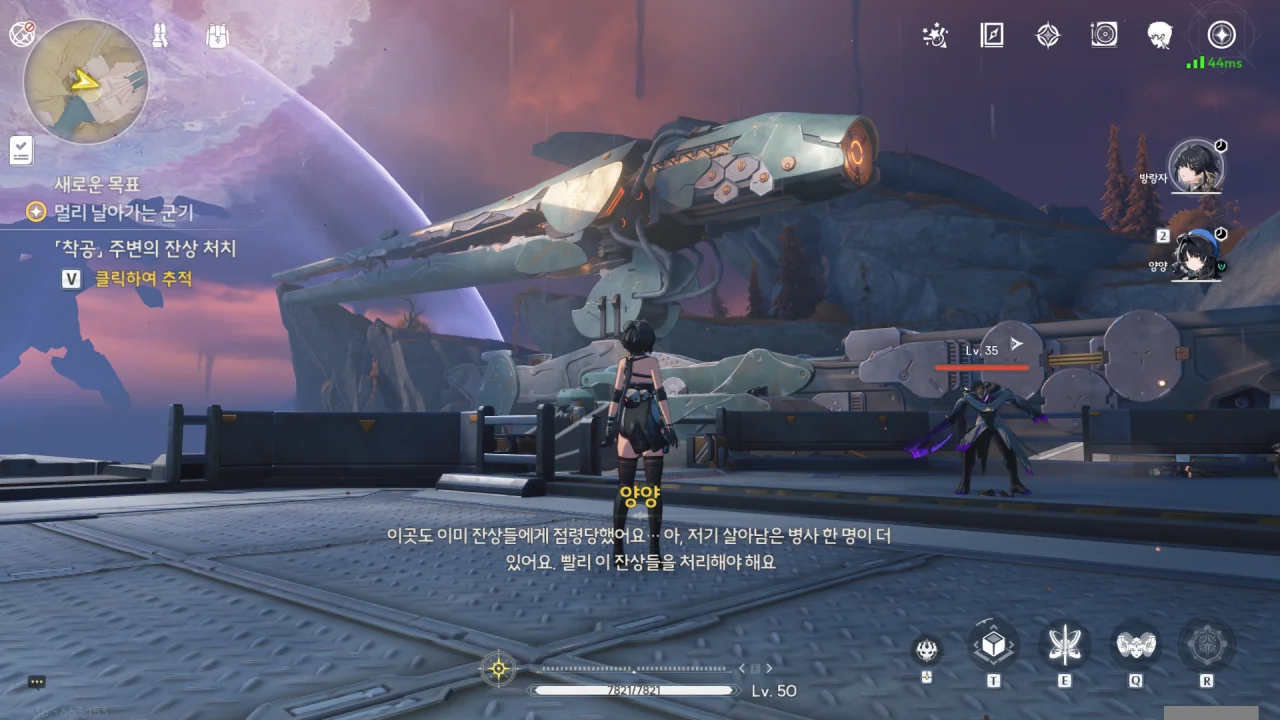 44ms
방랑자
새로운 목표
멀리 날아가는 군기
「착공」 주변의 잔상 처치
V 클릭하여 추적
2
양양
Lv. 35
양양
이곳도 이미 잔상들에게 점령당했어요… 아, 저기 살아남은 병사 한 명이 더
있어요. 빨리 이 잔상들을 처리해야 해요
7821/7821
Lv. 50
T
E
Q
R